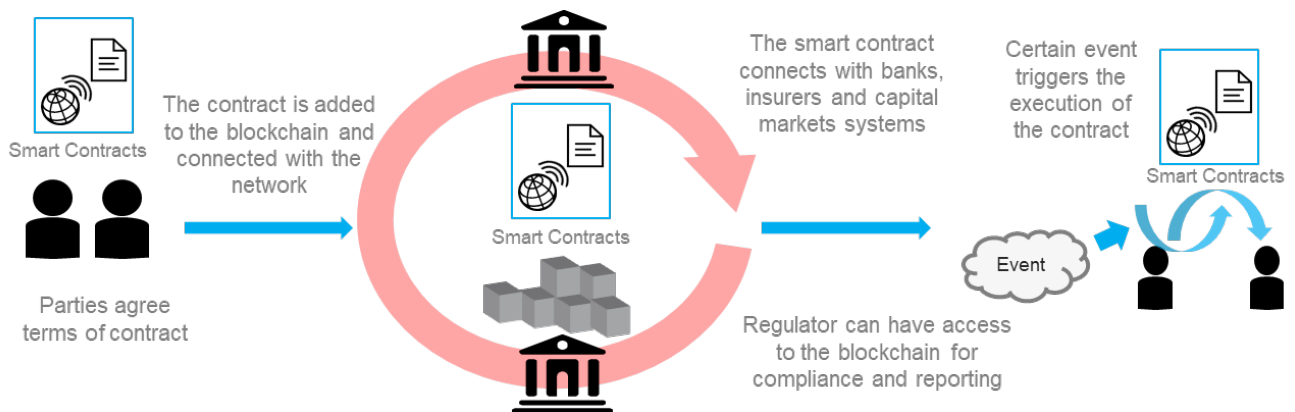 Smart Contracts
Parties agree
terms of contract
The contract is added
to the blockchain and
connected with the
network
Smart Contracts
The smart contract
connects with banks,
insurers and capital
markets systems
Regulator can have access
to the blockchain for
compliance and reporting
Certain event
triggers the
execution of
the contract
Event
Smart Contracts